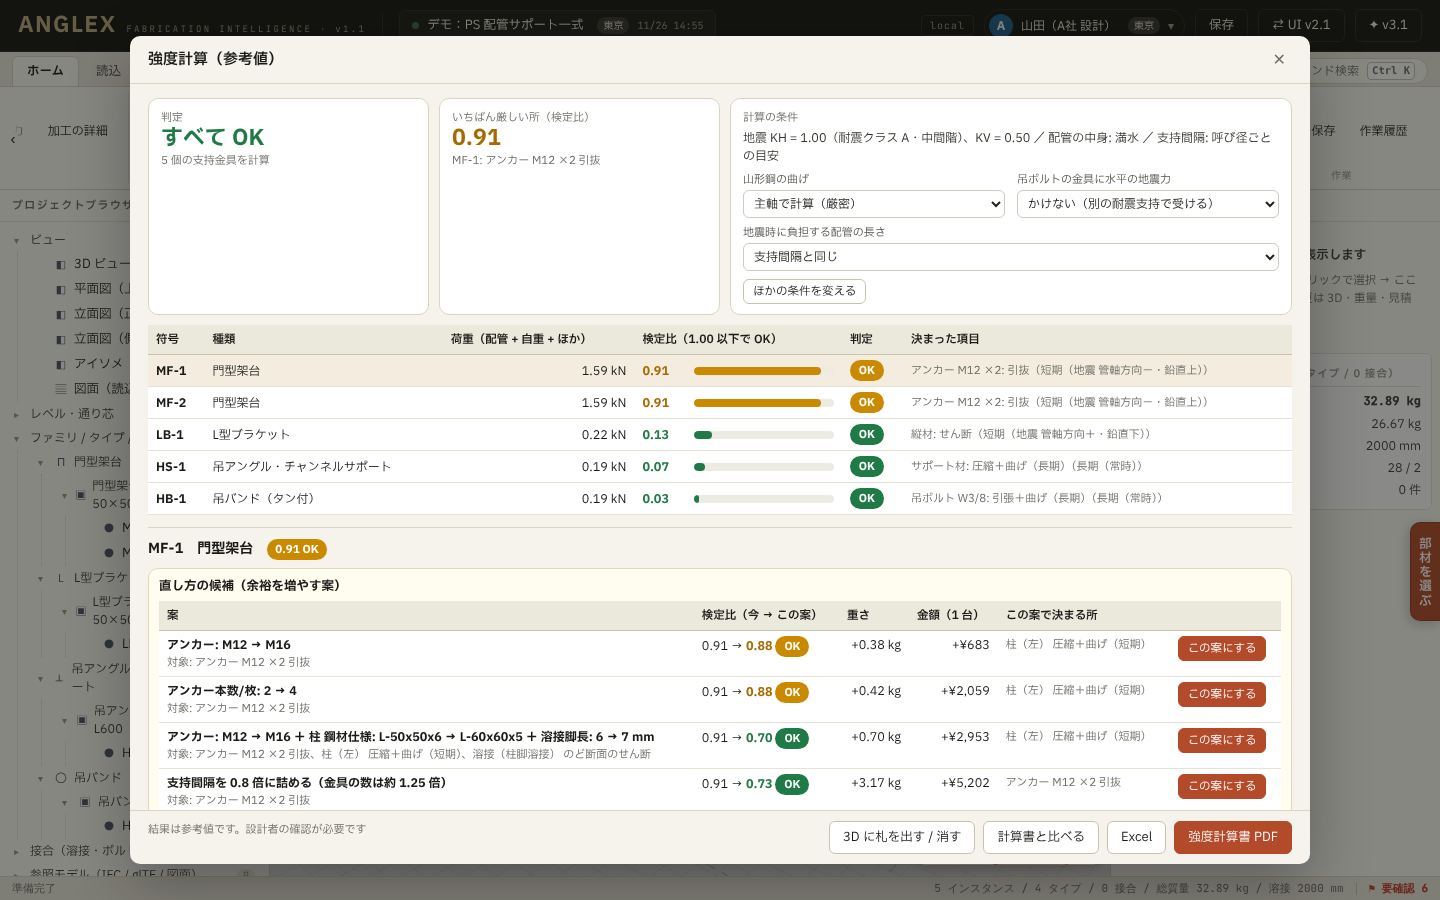 ANGLEX FABRICATION INTELLIGENCE · v1.1
デモ：PS 配管サポート一式 東京 11/26 14:55
local 山田（A社 設計） 東京 ▾ 保存 ⇄ UI v2.1 ✦ v3.1
A
ホーム 読込
ンド検索 Ctrl K
強度計算（参考値） ×
‹ 加工の詳細
保存 作業履歴
作業
プロジェクトブラウザ
▾ ビュー
3D ビュー
平面図（
立面図（
立面図（
アイソメ
図面（読込
▸ レベル・通り芯
▾ ファミリ / タイプ /
▾ 門型架台
▾ 門型架
50×50
M
M
▾ L L型ブラケ
▾ L型ブラ
50×50
L
▾ 吊アングル
ート
▾ 吊アン
L600
H
▾ 吊バンド
▾ 吊バン
H
▸ 接合（溶接・ボル
▸ 参照モデル（IFC / glTF / 図面）
判定
すべて OK
5 個の支持金具を計算
いちばん厳しい所（検定比）
0.91
MF-1: アンカー M12 ×2 引抜
計算の条件
地震 KH = 1.00（耐震クラス A・中間階）、KV = 0.50 ／ 配管の中身: 満水 ／ 支持間隔: 呼び径ごと
の目安
山形鋼の曲げ 吊ボルトの金具に水平の地震力
主軸で計算（厳密） かけない（別の耐震支持で受ける）
地震時に負担する配管の長さ
支持間隔と同じ
ほかの条件を変える
符号 種類 荷重（配管 + 自重 + ほか） 検定比（1.00 以下で OK） 判定 決まった項目
MF-1 門型架台 1.59 kN 0.91 OK アンカー M12 ×2: 引抜（短期（地震 管軸方向−・鉛直上））
MF-2 門型架台 1.59 kN 0.91 OK アンカー M12 ×2: 引抜（短期（地震 管軸方向−・鉛直上））
LB-1 L型ブラケット 0.22 kN 0.13 OK 縦材: せん断（短期（地震 管軸方向＋・鉛直下））
HS-1 吊アングル・チャンネルサポート 0.19 kN 0.07 OK サポート材: 圧縮＋曲げ（長期）（長期（常時））
HB-1 吊バンド（タン付） 0.19 kN 0.03 OK 吊ボルト W3/8: 引張＋曲げ（長期）（長期（常時））
MF-1 門型架台 0.91 OK
直し方の候補（余裕を増やす案）
案 検定比（今 → この案） 重さ 金額（1 台） この案で決まる所
アンカー: M12 → M16 0.91 → 0.88 OK +0.38 kg +¥683 柱（左） 圧縮＋曲げ（短期） この案にする
対象: アンカー M12 ×2 引抜
アンカー本数/枚: 2 → 4 0.91 → 0.88 OK +0.42 kg +¥2,059 柱（左） 圧縮＋曲げ（短期） この案にする
対象: アンカー M12 ×2 引抜
アンカー: M12 → M16 ＋ 柱 鋼材仕様: L-50x50x6 → L-60x60x5 ＋ 溶接脚長: 6 → 7 mm 0.91 → 0.70 OK +0.70 kg +¥2,953 柱（左） 圧縮＋曲げ（短期） この案にする
対象: アンカー M12 ×2 引抜、柱（左） 圧縮＋曲げ（短期）、溶接（柱脚溶接） のど断面のせん断
支持間隔を 0.8 倍に詰める（金具の数は約 1.25 倍） 0.91 → 0.73 OK +3.17 kg +¥5,202 アンカー M12 ×2 引抜 この案にする
対象: アンカー M12 ×2 引抜
結果は参考値です。設計者の確認が必要です 3D に札を出す / 消す 計算書と比べる Excel 強度計算書 PDF
表示します
リックで選択 → ここ
は 3D・重量・見積
タイプ / 0 接合）
32.89 kg
26.67 kg
2000 mm
28 / 2
0 件
部材を選ぶ
準備完了 5 インスタンス / 4 タイプ / 0 接合 / 総質量 32.89 kg / 溶接 2000 mm ⚑ 要確認 6